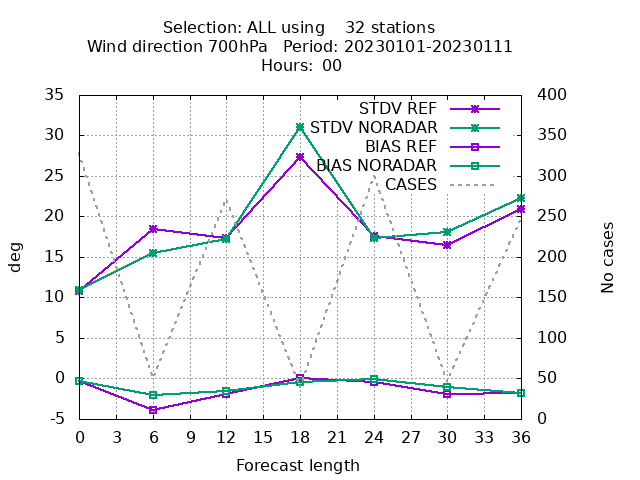 Selection: ALL using    32 stations
Wind direction 700hPa   Period: 20230101-20230111
Hours: 00
STDV REF
STDV NORADAR
BIAS REF
BIAS NORADAR
CASES
35
30
25
20
15
10
5
0
-5
deg
400
350
300
250
200
150
100
50
0
No cases
0 3 6 9 12 15 18 21 24 27 30 33 36
Forecast length